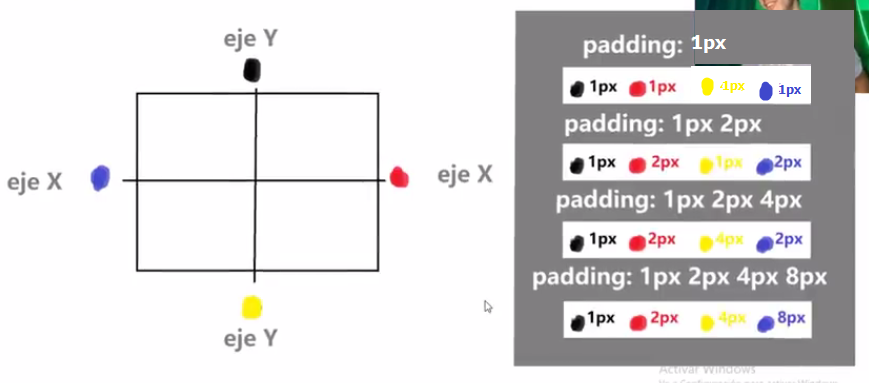 eje Y
eje X
eje X
eje Y
padding: 1px
1px 1px 1px 1px
padding: 1px 2px
1px 2px 1px 2px
padding: 1px 2px 4px
1px 2px 4px 2px
padding: 1px 2px 4px 8px
1px 2px 4px 8px
Activar Windows